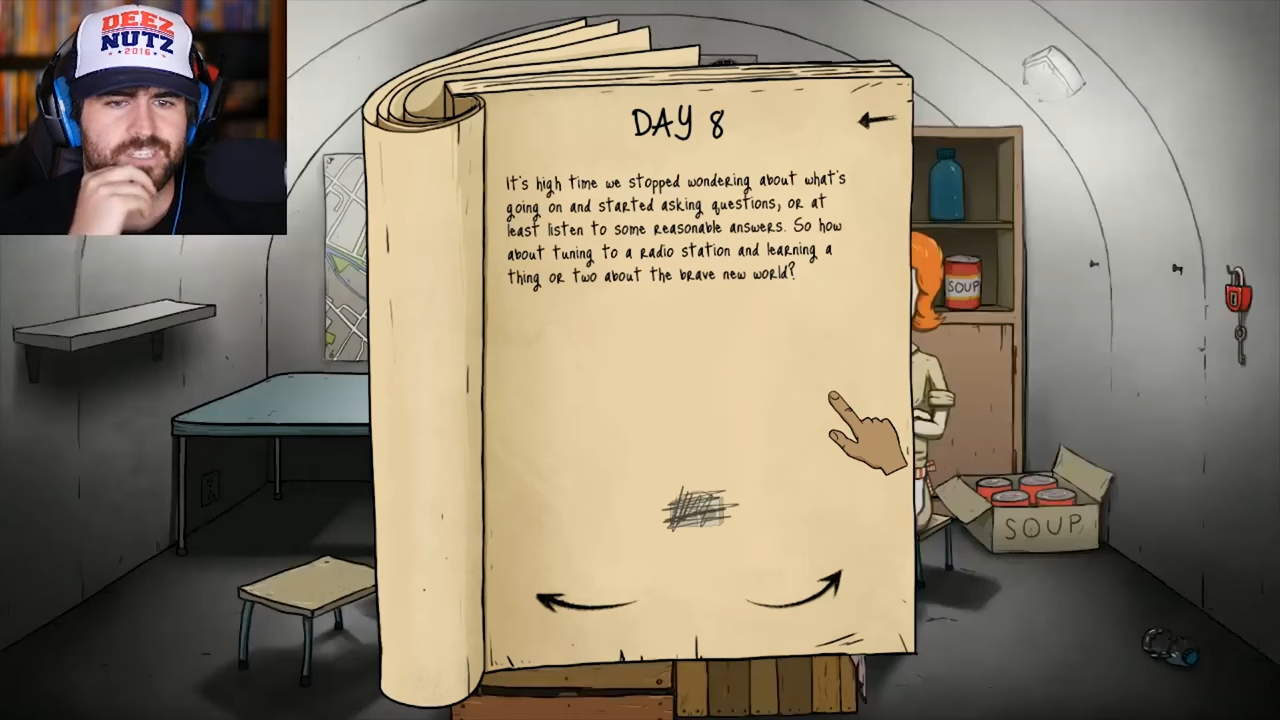 DEEZ
NUTZ
2016
DAY 8
It's high time we stopped wondering about what's
going on and started asking questions, or at
least listen to some reasonable answers. So how
about tuning to a radio station and learning a
thing or two about the brave new world?
SOUP
SOUP